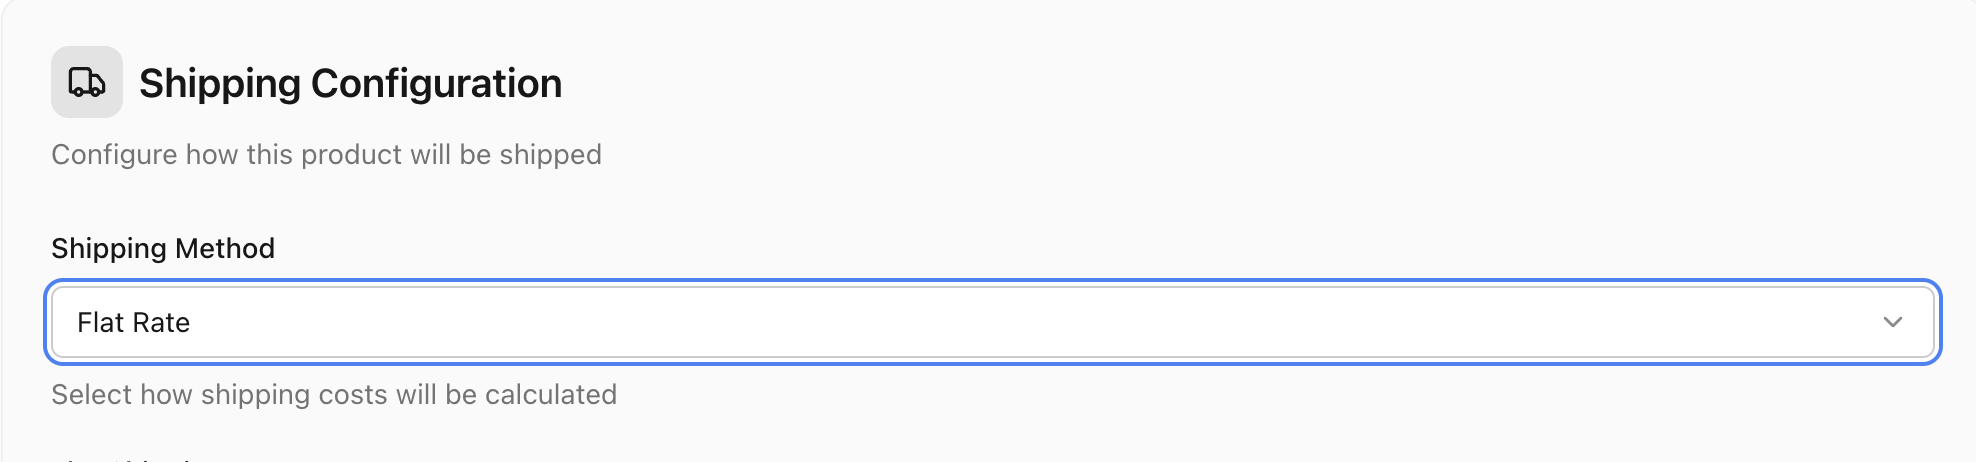 Shipping Configuration
Configure how this product will be shipped
Shipping Method
Flat Rate
Select how shipping costs will be calculated